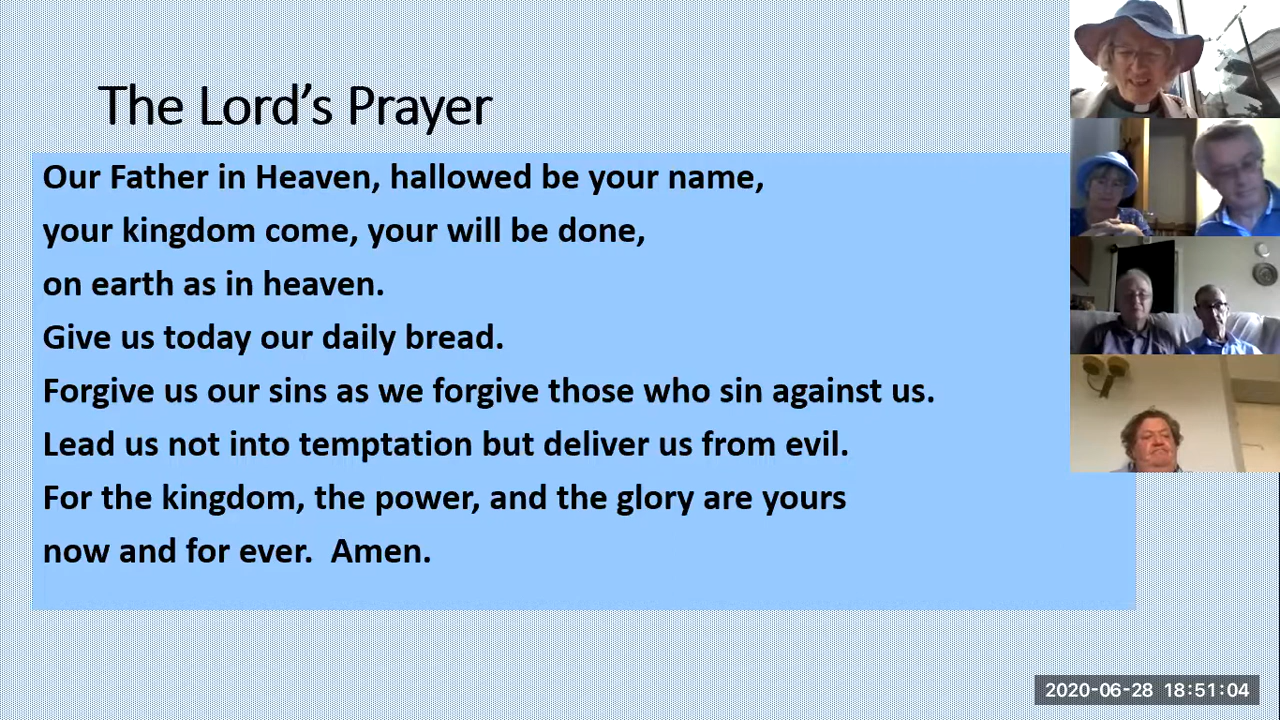 The Lord's Prayer
Our Father in Heaven, hallowed be your name,
your kingdom come, your will be done,
on earth as in heaven.
Give us today our daily bread.
Forgive us our sins as we forgive those who sin against us.
Lead us not into temptation but deliver us from evil.
For the kingdom, the power, and the glory are yours
now and for ever.  Amen.
2020-06-28 18:51:04